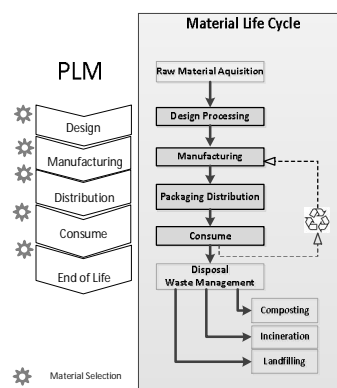 Material Life Cycle
PLM
Raw Material Aquisition
Design Processing
Design
Manufacturing
Manufacturing
Distribution
Packaging Distribution
Consume
Consume
End of Life
Disposal
Waste Management
Composting
Incineration
Landfilling
Material Selection